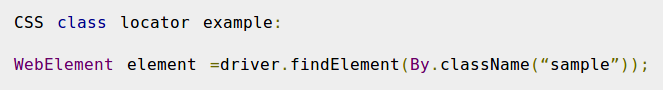 CSS class locator example:
WebElement element =driver.findElement(By.className(“sample”));